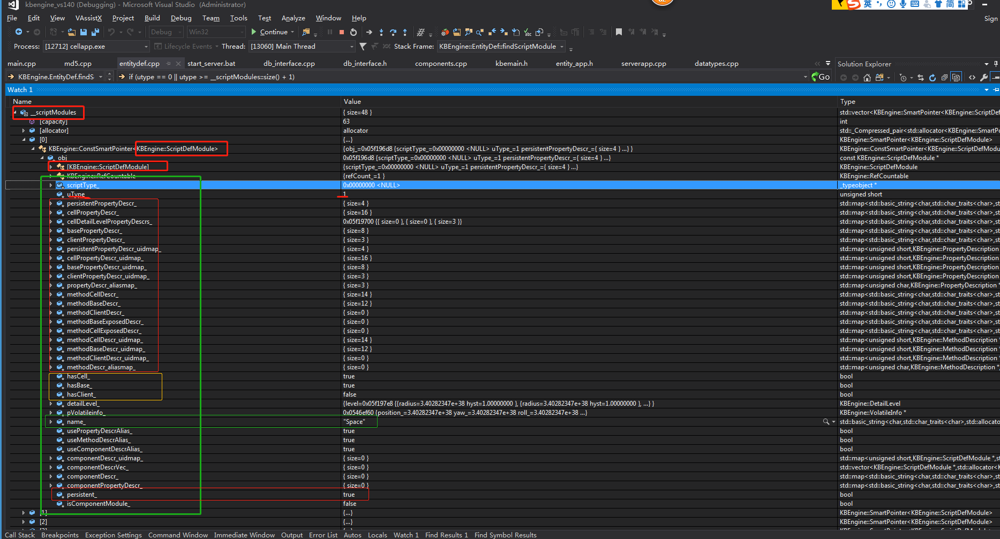 kbengine_vs140 (Debugging) - Microsoft Visual Studio (Administrator)
File Edit View VAssistX Project Build Debug Team Tools Test Analyze Window Help
Sign
Debug Win32 Continue
Process: [12712] cellapp.exe Lifecycle Events Thread: [13060] Main Thread Stack Frame: KBEngine::EntityDef::findScriptModule
main.cpp md5.cpp entitydef.cpp start_server.bat db_interface.cpp db_interface.h components.cpp kbemain.h entity_app.h serverapp.cpp datatypes.cpp Solution Explorer
KBEngine.EntityDef.findS if (utype == 0 || utype >= __scriptModules::size() + 1) Go
Watch 1
Name Value Type
__scriptModules { size=48 } std::vector<KBEngine::SmartPointer<KBEngine::ScriptDef
[capacity] 63 int
[allocator] allocator std::_Compressed_pair<std::allocator<KBEngine::SmartPo
[0] {...} KBEngine::SmartPointer<KBEngine::ScriptDefModule>
KBEngine::ConstSmartPointer<KBEngine::ScriptDefModule> {obj_=0x05f196d8 {scriptType_=0x00000000 <NULL> uType_=1 persistentPropertyDescr_={ size=4 } ...} } KBEngine::ConstSmartPointer<KBEngine::ScriptDefModule
obj_ 0x05f196d8 {scriptType_=0x00000000 <NULL> uType_=1 persistentPropertyDescr_={ size=4 } ...} const KBEngine::ScriptDefModule *
[KBEngine::ScriptDefModule] {scriptType_=0x00000000 <NULL> uType_=1 persistentPropertyDescr_={ size=4 } ...} KBEngine::ScriptDefModule
KBEngine::RefCountable {refCount_=1 } KBEngine::RefCountable
scriptType_ 0x00000000 <NULL> _typeobject *
uType_ 1 unsigned short
persistentPropertyDescr_ { size=4 } std::map<std::basic_string<char,std::char_traits<char>,st
cellPropertyDescr_ { size=16 } std::map<std::basic_string<char,std::char_traits<char>,st
cellDetailLevelPropertyDescrs_ 0x05f19700 {{ size=0 }, { size=0 }, { size=3 }} std::map<std::basic_string<char,std::char_traits<char>,st
basePropertyDescr_ { size=8 } std::map<std::basic_string<char,std::char_traits<char>,st
clientPropertyDescr_ { size=3 } std::map<std::basic_string<char,std::char_traits<char>,st
persistentPropertyDescr_uidmap_ { size=4 } std::map<unsigned short,KBEngine::PropertyDescription
cellPropertyDescr_uidmap_ { size=16 } std::map<unsigned short,KBEngine::PropertyDescription
basePropertyDescr_uidmap_ { size=8 } std::map<unsigned short,KBEngine::PropertyDescription
clientPropertyDescr_uidmap_ { size=3 } std::map<unsigned short,KBEngine::PropertyDescription
propertyDescr_aliasmap_ { size=3 } std::map<unsigned char,KBEngine::PropertyDescription *
methodCellDescr_ { size=14 } std::map<std::basic_string<char,std::char_traits<char>,st
methodBaseDescr_ { size=12 } std::map<std::basic_string<char,std::char_traits<char>,st
methodClientDescr_ { size=0 } std::map<std::basic_string<char,std::char_traits<char>,st
methodBaseExposedDescr_ { size=0 } std::map<std::basic_string<char,std::char_traits<char>,st
methodCellExposedDescr_ { size=0 } std::map<std::basic_string<char,std::char_traits<char>,st
methodCellDescr_uidmap_ { size=14 } std::map<unsigned short,KBEngine::MethodDescription *
methodBaseDescr_uidmap_ { size=12 } std::map<unsigned short,KBEngine::MethodDescription *
methodClientDescr_uidmap_ { size=0 } std::map<unsigned short,KBEngine::MethodDescription *
methodDescr_aliasmap_ { size=0 } std::map<unsigned char,KBEngine::MethodDescription *,
hasCell_ true bool
hasBase_ true bool
hasClient_ false bool
detailLevel_ {level=0x05f197e8 {{radius=3.40282347e+38 hyst=1.00000000 }, {radius=3.40282347e+38 hyst=1.00000000 }, ...} } KBEngine::DetailLevel
pVolatileinfo_ 0x0546ef60 {position_=3.40282347e+38 yaw_=3.40282347e+38 roll_=3.40282347e+38 ...} KBEngine::VolatileInfo *
name_ "Space" std::basic_string<char,std::char_traits<char>,std::allocato
usePropertyDescrAlias_ true bool
useMethodDescrAlias_ true bool
useComponentDescrAlias_ true bool
componentDescr_uidmap_ { size=0 } std::map<unsigned short,KBEngine::ScriptDefModule *,s
componentDescrVec_ { size=0 } std::vector<KBEngine::ScriptDefModule *,std::allocator<K
componentDescr_ { size=0 } std::map<std::basic_string<char,std::char_traits<char>,st
componentPropertyDescr_ { size=0 } std::map<std::basic_string<char,std::char_traits<char>,st
persistent_ true bool
isComponentModule_ false bool
[1] {...} KBEngine::SmartPointer<KBEngine::ScriptDefModule>
[2] {...} KBEngine::SmartPointer<KBEngine::ScriptDefModule>
Call Stack Breakpoints Exception Settings Command Window Immediate Window Output Error List Autos Locals Watch 1 Find Results 1 Find Symbol Results